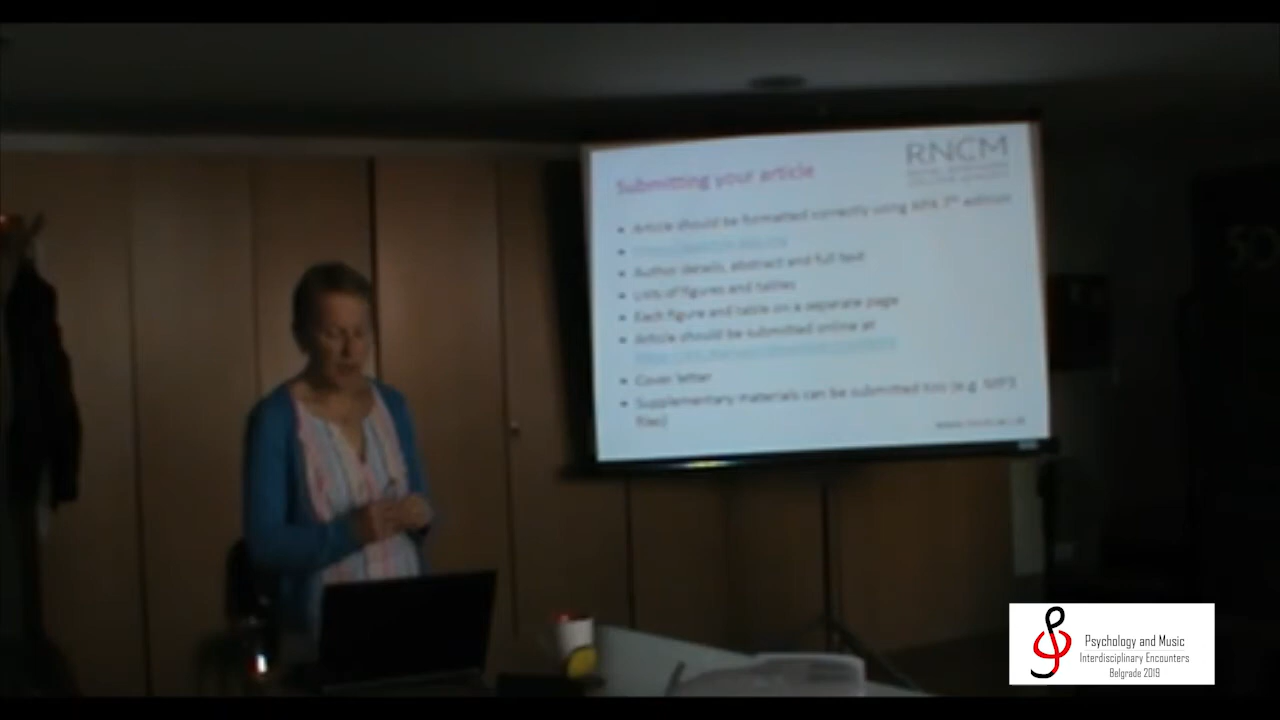 RNCM
Submitting your article
Article should be formatted correctly using APA 7th edition
Author details, abstract and full text
Lists of figures and tables
Each figure and table on a separate page
Article should be submitted online at
Cover letter
Supplementary materials can be submitted too (e.g.
files)
Psychology and Music
Interdisciplinary Encounters
Belgrade 2019